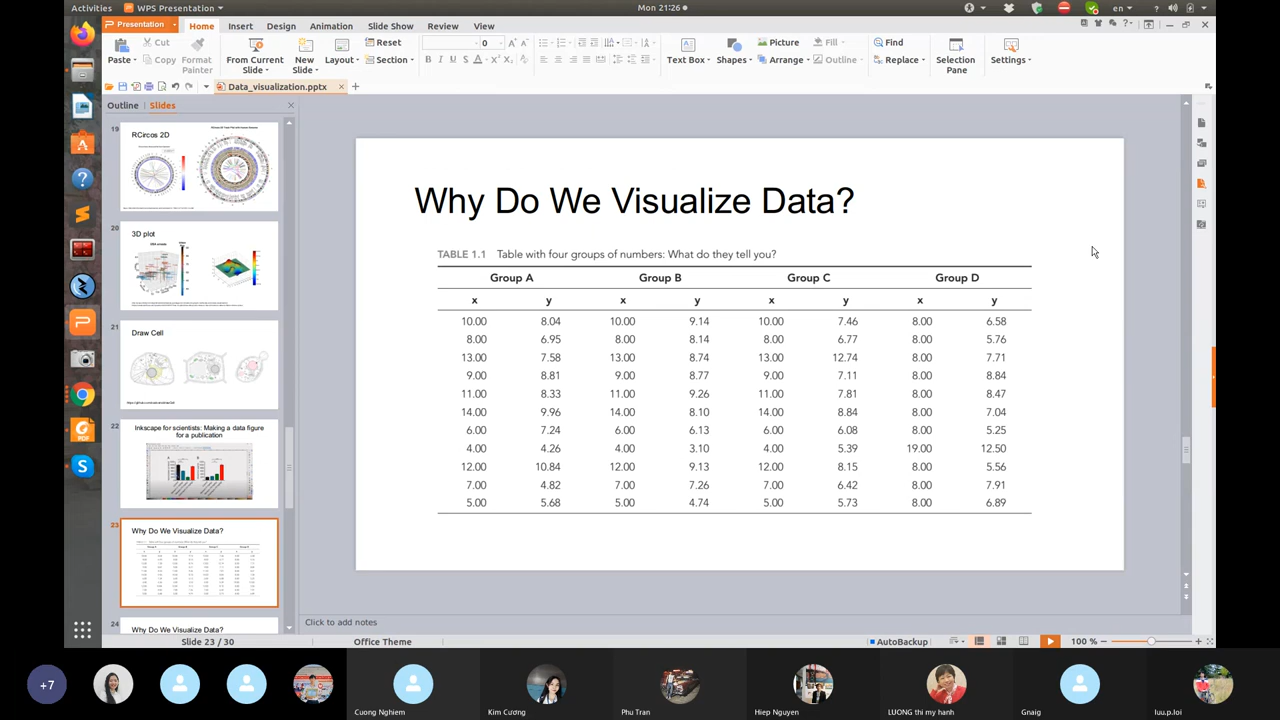 Activities WPS Presentation Mon 21:26 en
Presentation Home Insert Design Animation Slide Show Review View
Paste Cut Copy Format Painter From Current Slide New Slide Layout Reset Section 0 B I U S A Text Box Shapes Picture Arrange Fill Outline Find Replace Selection Pane Settings
Data_visualization.pptx
Outline Slides
19 RCircos 2D
20 3D plot
21 Draw Cell
22 Inkscape for scientists: Making a data figure
for a publication
23 Why Do We Visualize Data?
24 Why Do We Visualize Data?
Why Do We Visualize Data?
TABLE 1.1 Table with four groups of numbers: What do they tell you?
Group A Group B Group C Group D
x y x y x y x y
10.00 8.04 10.00 9.14 10.00 7.46 8.00 6.58
8.00 6.95 8.00 8.14 8.00 6.77 8.00 5.76
13.00 7.58 13.00 8.74 13.00 12.74 8.00 7.71
9.00 8.81 9.00 8.77 9.00 7.11 8.00 8.84
11.00 8.33 11.00 9.26 11.00 7.81 8.00 8.47
14.00 9.96 14.00 8.10 14.00 8.84 8.00 7.04
6.00 7.24 6.00 6.13 6.00 6.08 8.00 5.25
4.00 4.26 4.00 3.10 4.00 5.39 19.00 12.50
12.00 10.84 12.00 9.13 12.00 8.15 8.00 5.56
7.00 4.82 7.00 7.26 7.00 6.42 8.00 7.91
5.00 5.68 5.00 4.74 5.00 5.73 8.00 6.89
Click to add notes
Slide 23 / 30 Office Theme AutoBackup 100 %
+7 Cuong Nghiem Kim Cương Phu Tran Hiep Nguyen LUONG thi my hanh Gnaig luu.p.loi